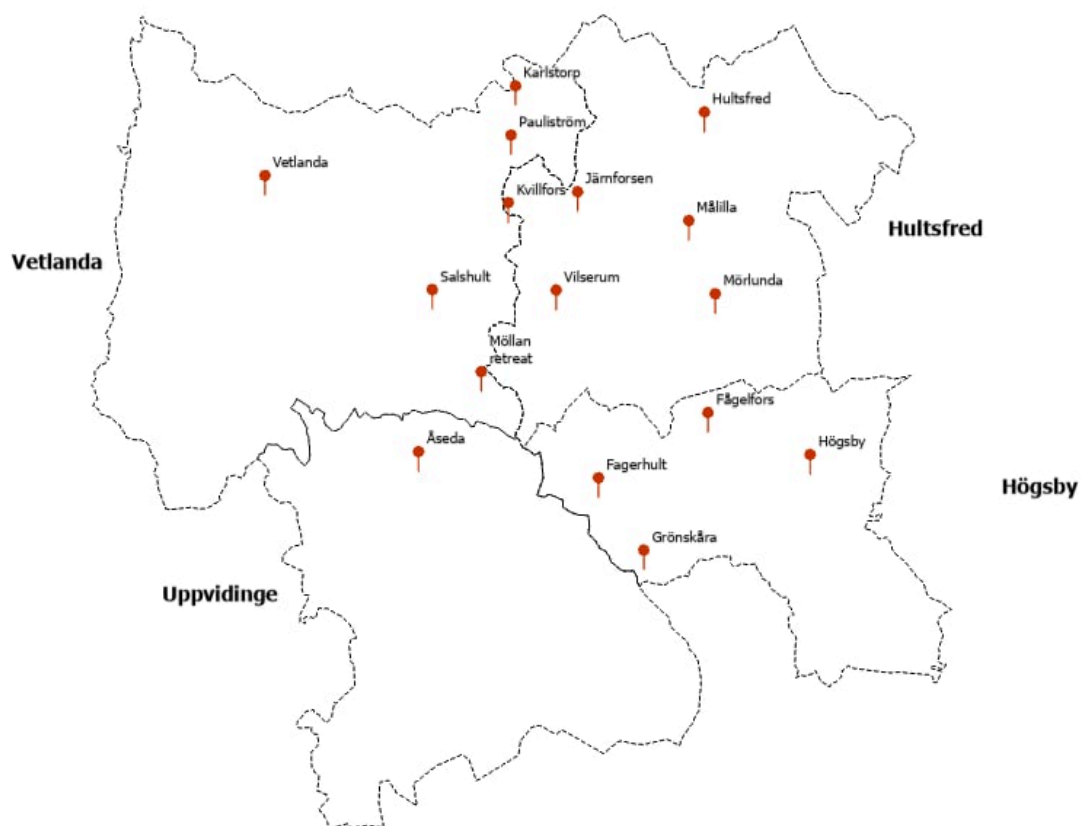 Karlstorp
Hultsfred
Pauliström
Vetlanda
Järnforsen
Kvillfors
Målilla
Hultsfred
Vetlanda
Salshult
Vilserum
Mörlunda
Möllan
retreat
Fågelfors
Åseda
Högsby
Fagerhult
Högsby
Grönskåra
Uppvidinge